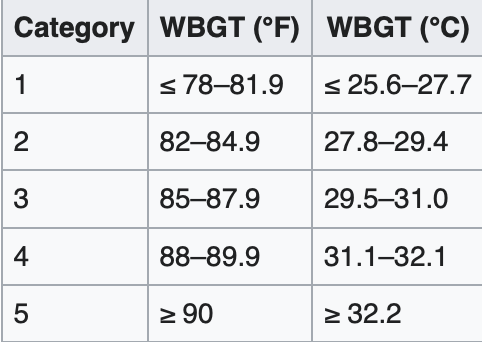 Category WBGT (°F) WBGT (°C)
1 ≤ 78–81.9 ≤ 25.6–27.7
2 82–84.9 27.8–29.4
3 85–87.9 29.5–31.0
4 88–89.9 31.1–32.1
5 ≥ 90 ≥ 32.2